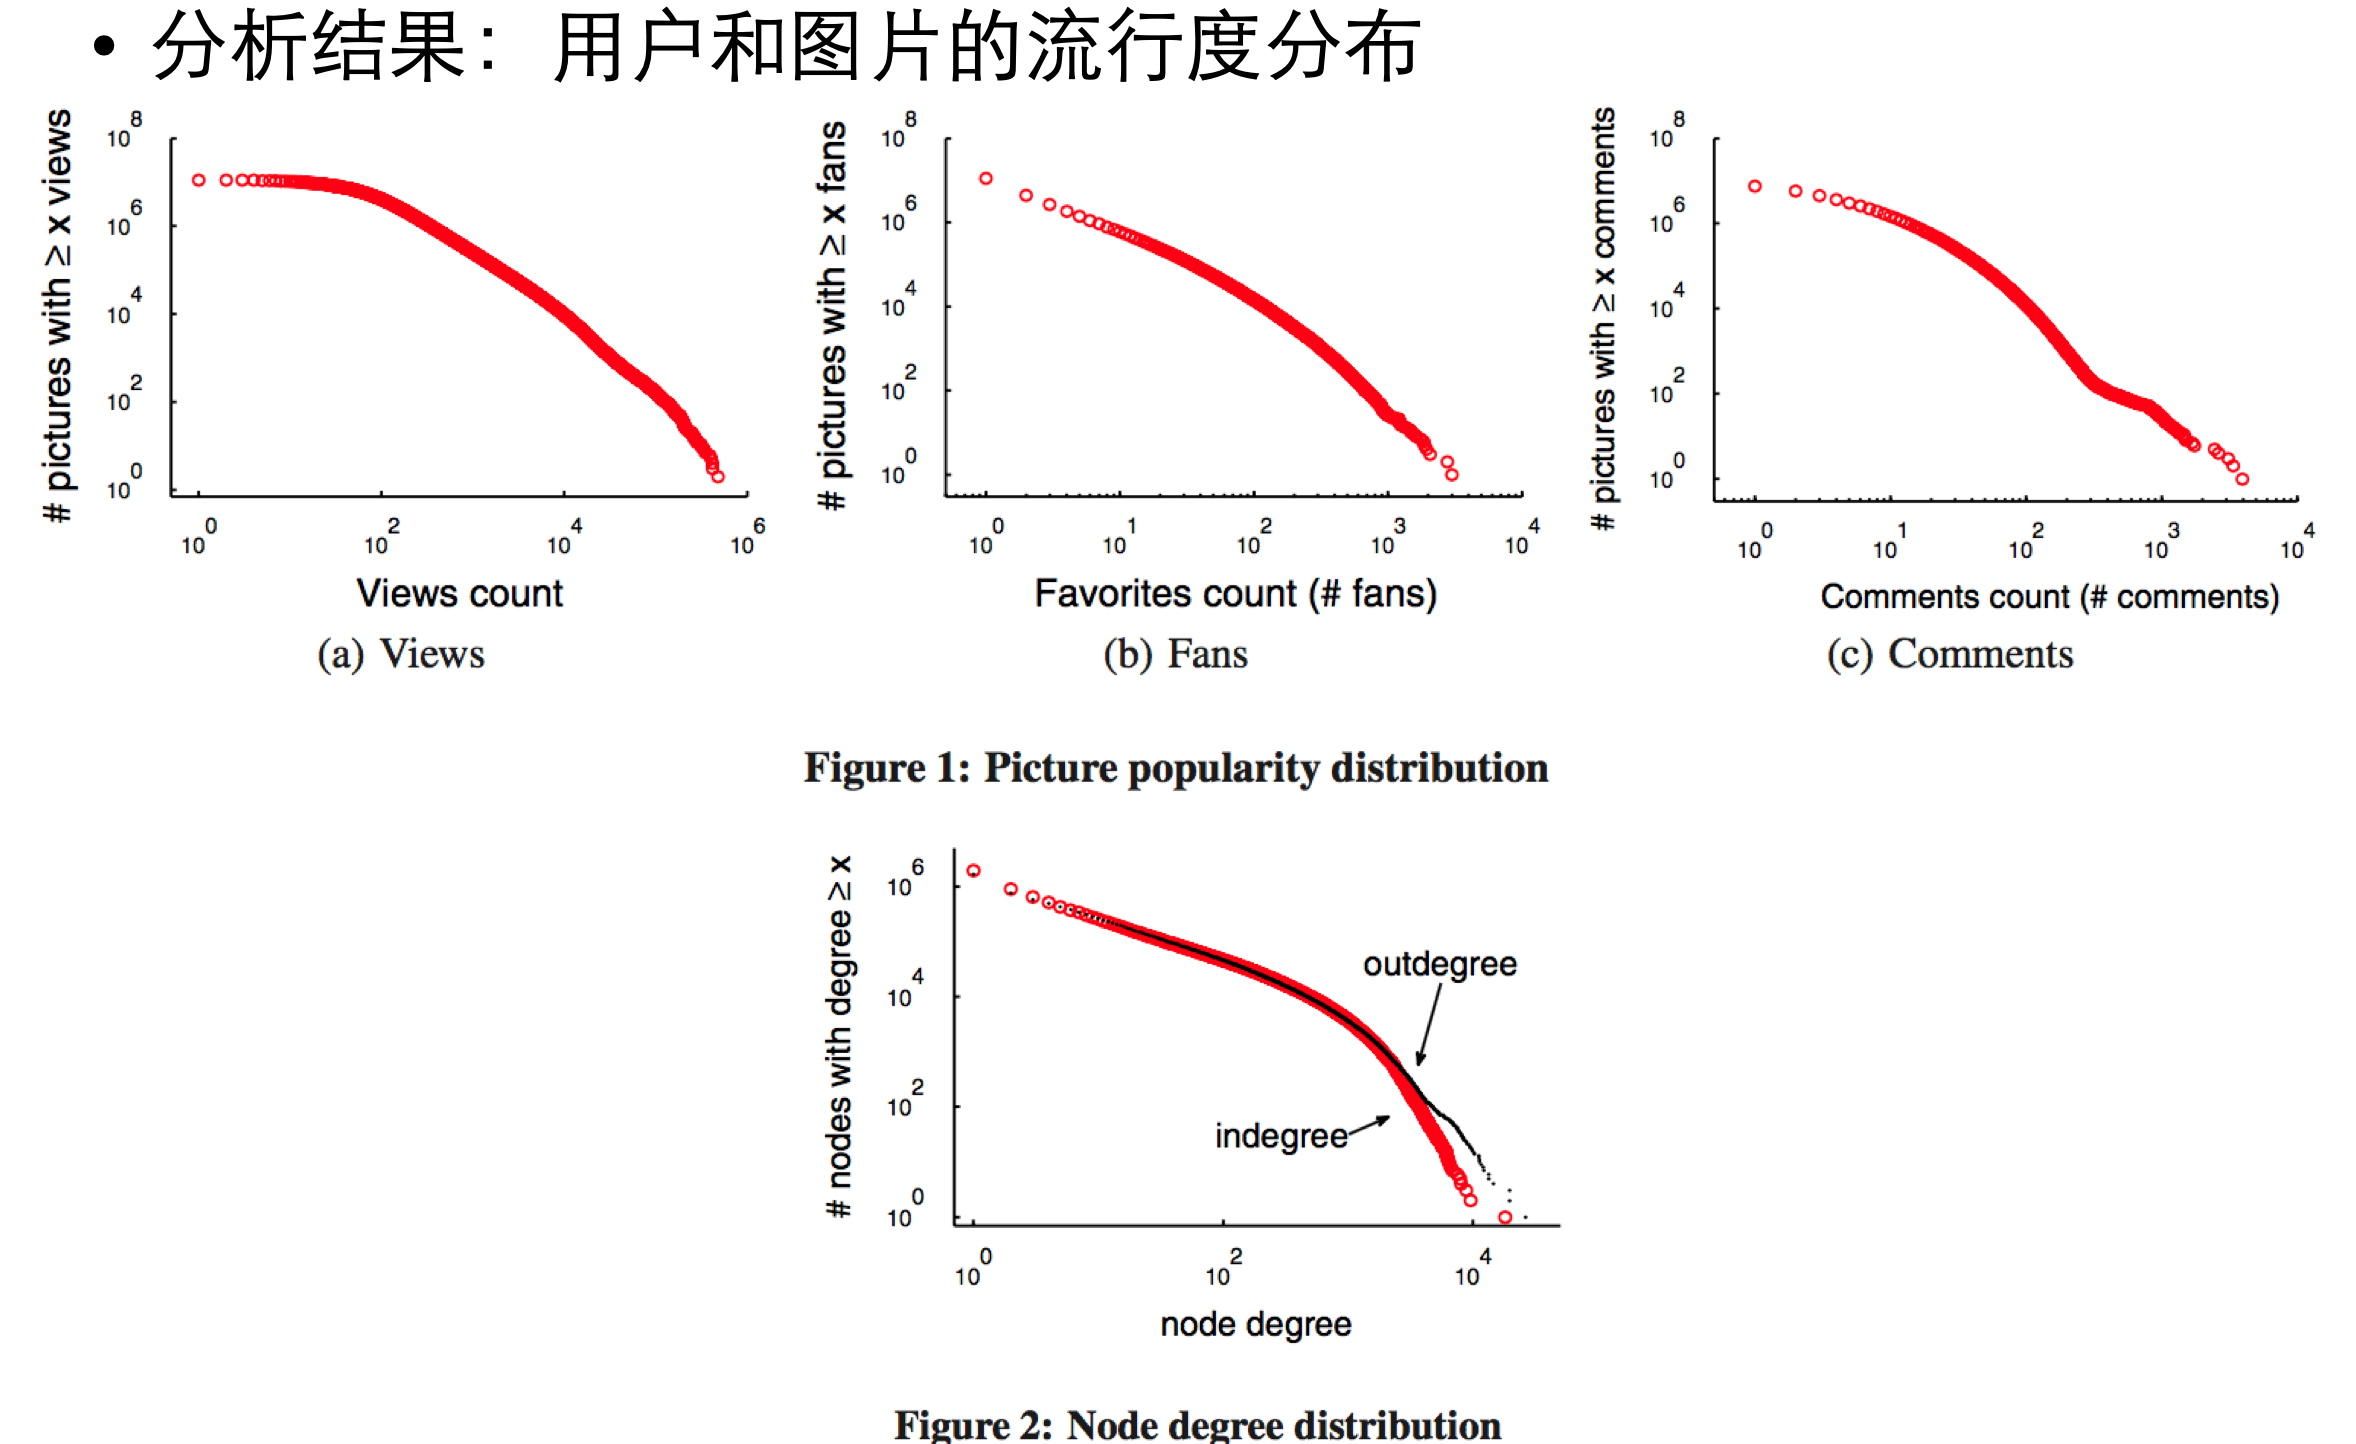 • 分析结果： 用户和图片的流行度分布
# pictures with ≥ x views
10^8
10^6
10^4
10^2
10^0
10^0 10^2 10^4 10^6
Views count
(a) Views
# pictures with ≥ x fans
10^8
10^6
10^4
10^2
10^0
10^0 10^1 10^2 10^3 10^4
Favorites count (# fans)
(b) Fans
# pictures with ≥ x comments
10^8
10^6
10^4
10^2
10^0
10^0 10^1 10^2 10^3 10^4
Comments count (# comments)
(c) Comments
Figure 1: Picture popularity distribution
# nodes with degree ≥ x
10^6
10^4
10^2
10^0
outdegree
indegree
10^0 10^2 10^4
node degree
Figure 2: Node degree distribution